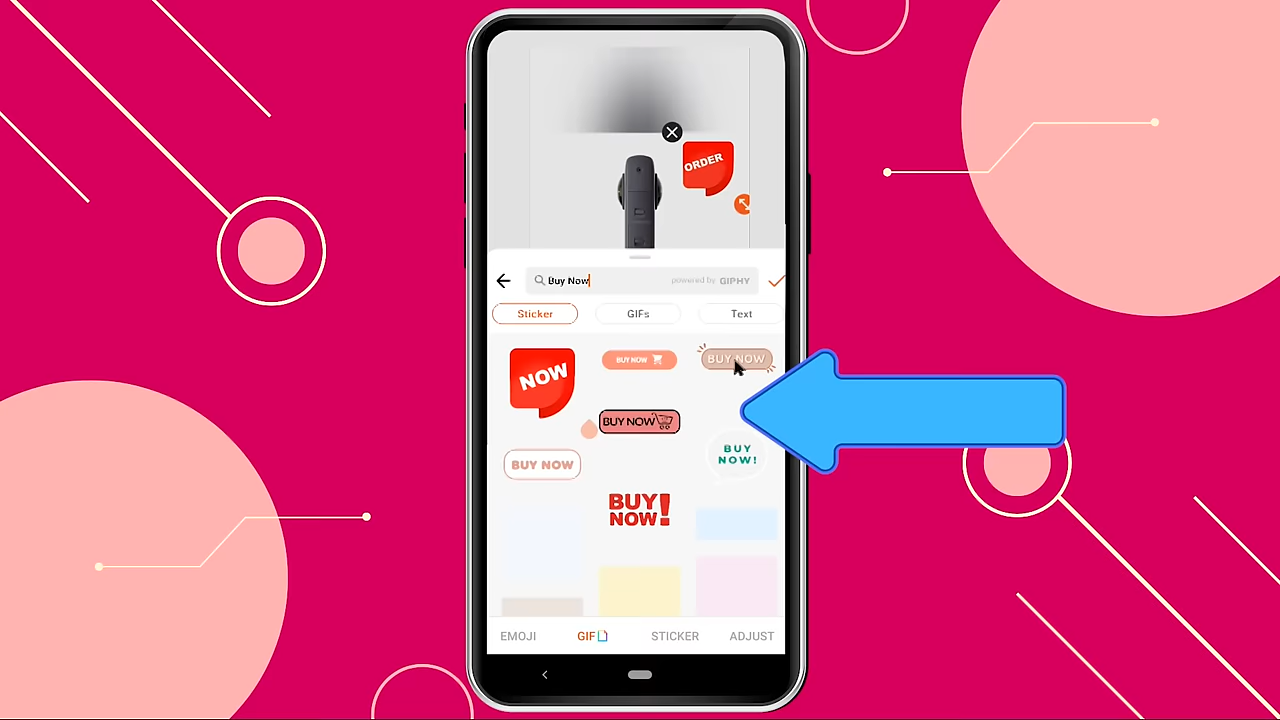 ORDER
Buy Now
powered by GIPHY
Sticker
GIFs
Text
NOW
BUY NOW
BUY NOW
BUY NOW
BUY NOW
BUY
NOW!
BUY
NOW!
EMOJI
GIF
STICKER
ADJUST